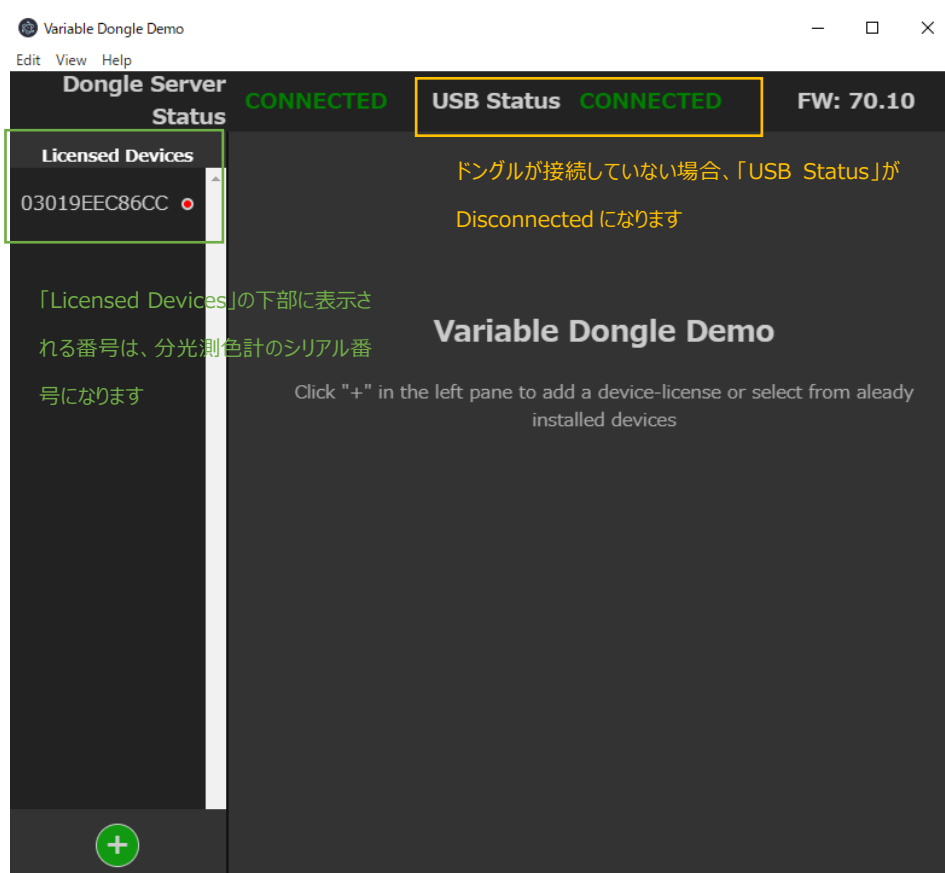 Variable Dongle Demo
Edit View Help
Dongle Server
Status
CONNECTED
USB Status CONNECTED
FW: 70.10
Licensed Devices
03019EEC86CC
ドングルが接続していない場合、「USB Status」が
Disconnected になります
「Licensed Devices」の下部に表示さ
れる番号は、分光測色計のシリアル番
号になります
Variable Dongle Demo
Click "+" in the left pane to add a device-license or select from aleady
installed devices
+